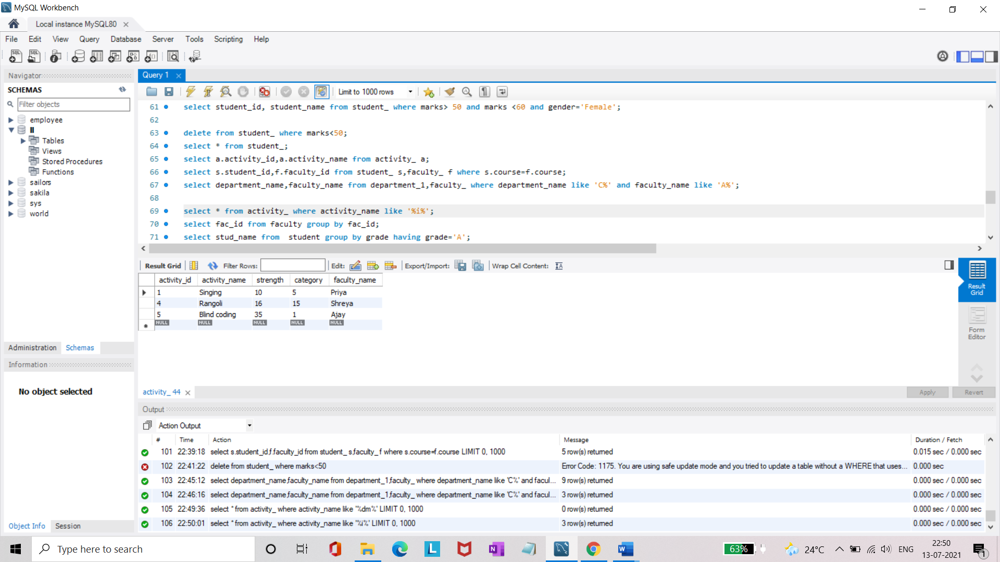 MySQL Workbench
Local instance MySQL80
File Edit View Query Database Server Tools Scripting Help
Navigator
SCHEMAS
Filter objects
employee
ll
Tables
Views
Stored Procedures
Functions
sailors
sakila
sys
world
Administration Schemas
Information
No object selected
Object Info Session
Query 1
Limit to 1000 rows
61 select student_id, student_name from student_ where marks> 50 and marks <60 and gender='Female';
62
63 delete from student_ where marks<50;
64 select * from student_;
65 select a.activity_id,a.activity_name from activity_ a;
66 select s.student_id,f.faculty_id from student_ s,faculty_ f where s.course=f.course;
67 select department_name,faculty_name from department_1,faculty_ where department_name like 'C%' and faculty_name like 'A%';
68
69 select * from activity_ where activity_name like '%i%';
70 select fac_id from faculty group by fac_id;
71 select stud_name from  student group by grade having grade='A';
Result Grid Filter Rows: Edit: Export/Import: Wrap Cell Content:
activity_id activity_name strength category faculty_name
1 Singing 10 5 Priya
4 Rangoli 16 15 Shreya
5 Blind coding 35 1 Ajay
NULL NULL NULL NULL NULL
Result Grid
Form Editor
activity_ 44
Apply Revert
Output
Action Output
# Time Action Message Duration / Fetch
101 22:39:18 select s.student_id,f.faculty_id from student_ s,faculty_ f where s.course=f.course LIMIT 0, 1000 5 row(s) returned 0.015 sec / 0.000 sec
102 22:41:22 delete from student_ where marks<50 Error Code: 1175. You are using safe update mode and you tried to update a table without a WHERE that uses... 0.000 sec
103 22:45:12 select department_name,faculty_name from department_1,faculty_ where department_name like 'C%' and facul... 9 row(s) returned 0.000 sec / 0.000 sec
104 22:46:16 select department_name,faculty_name from department_1,faculty_ where department_name like 'C%' and facul... 3 row(s) returned 0.000 sec / 0.000 sec
105 22:49:36 select * from activity_ where activity_name like '%dm%' LIMIT 0, 1000 0 row(s) returned 0.000 sec / 0.000 sec
106 22:50:01 select * from activity_ where activity_name like '%i%' LIMIT 0, 1000 3 row(s) returned 0.000 sec / 0.000 sec
Type here to search
63%
24°C
ENG
22:50
13-07-2021
1